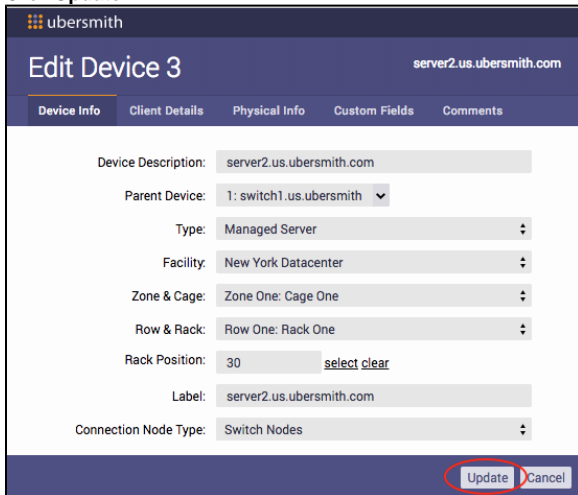 ubersmith
Edit Device 3 server2.us.ubersmith.com
Device Info Client Details Physical Info Custom Fields Comments
Device Description: server2.us.ubersmith.com
Parent Device: 1: switch1.us.ubersmith
Type: Managed Server
Facility: New York Datacenter
Zone & Cage: Zone One: Cage One
Row & Rack: Row One: Rack One
Rack Position: 30 select clear
Label: server2.us.ubersmith.com
Connection Node Type: Switch Nodes
Update Cancel